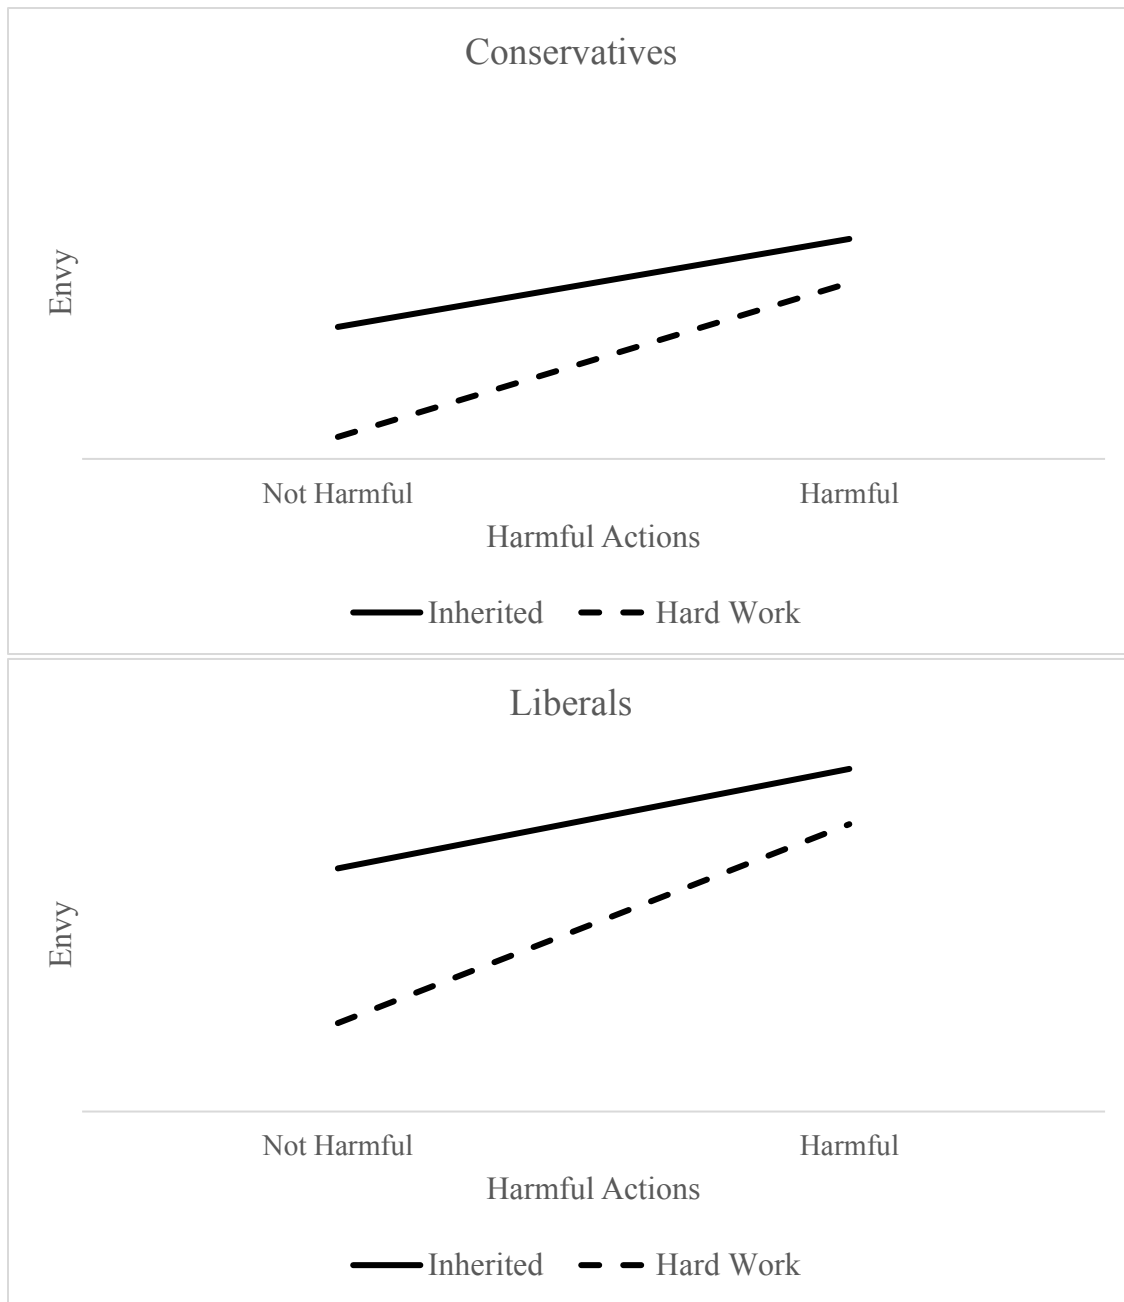 Conservatives
Envy
Not Harmful Harmful
Harmful Actions
Inherited Hard Work
Liberals
Envy
Not Harmful Harmful
Harmful Actions
Inherited Hard Work